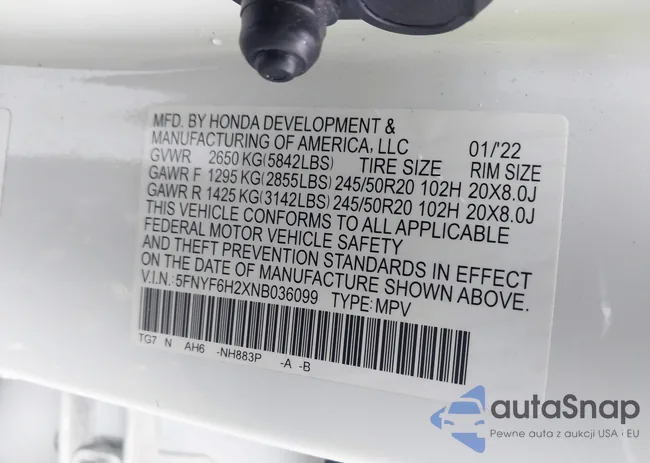 MFD. BY HONDA DEVELOPMENT &
MANUFACTURING OF AMERICA, LLC 01/'22
GVWR 2650 KG(5842LBS) TIRE SIZE RIM SIZE
GAWR F 1295 KG(2855LBS) 245/50R20 102H 20X8.0J
GAWR R 1425 KG(3142LBS) 245/50R20 102H 20X8.0J
THIS VEHICLE CONFORMS TO ALL APPLICABLE
FEDERAL MOTOR VEHICLE SAFETY
AND THEFT PREVENTION STANDARDS IN EFFECT
ON THE DATE OF MANUFACTURE SHOWN ABOVE.
V.I.N.:5FNYF6H2XNB036099 TYPE:MPV
TG7 N AH6 -NH883P -A -B
autaSnap
Pewne auta z aukcji USA i EU